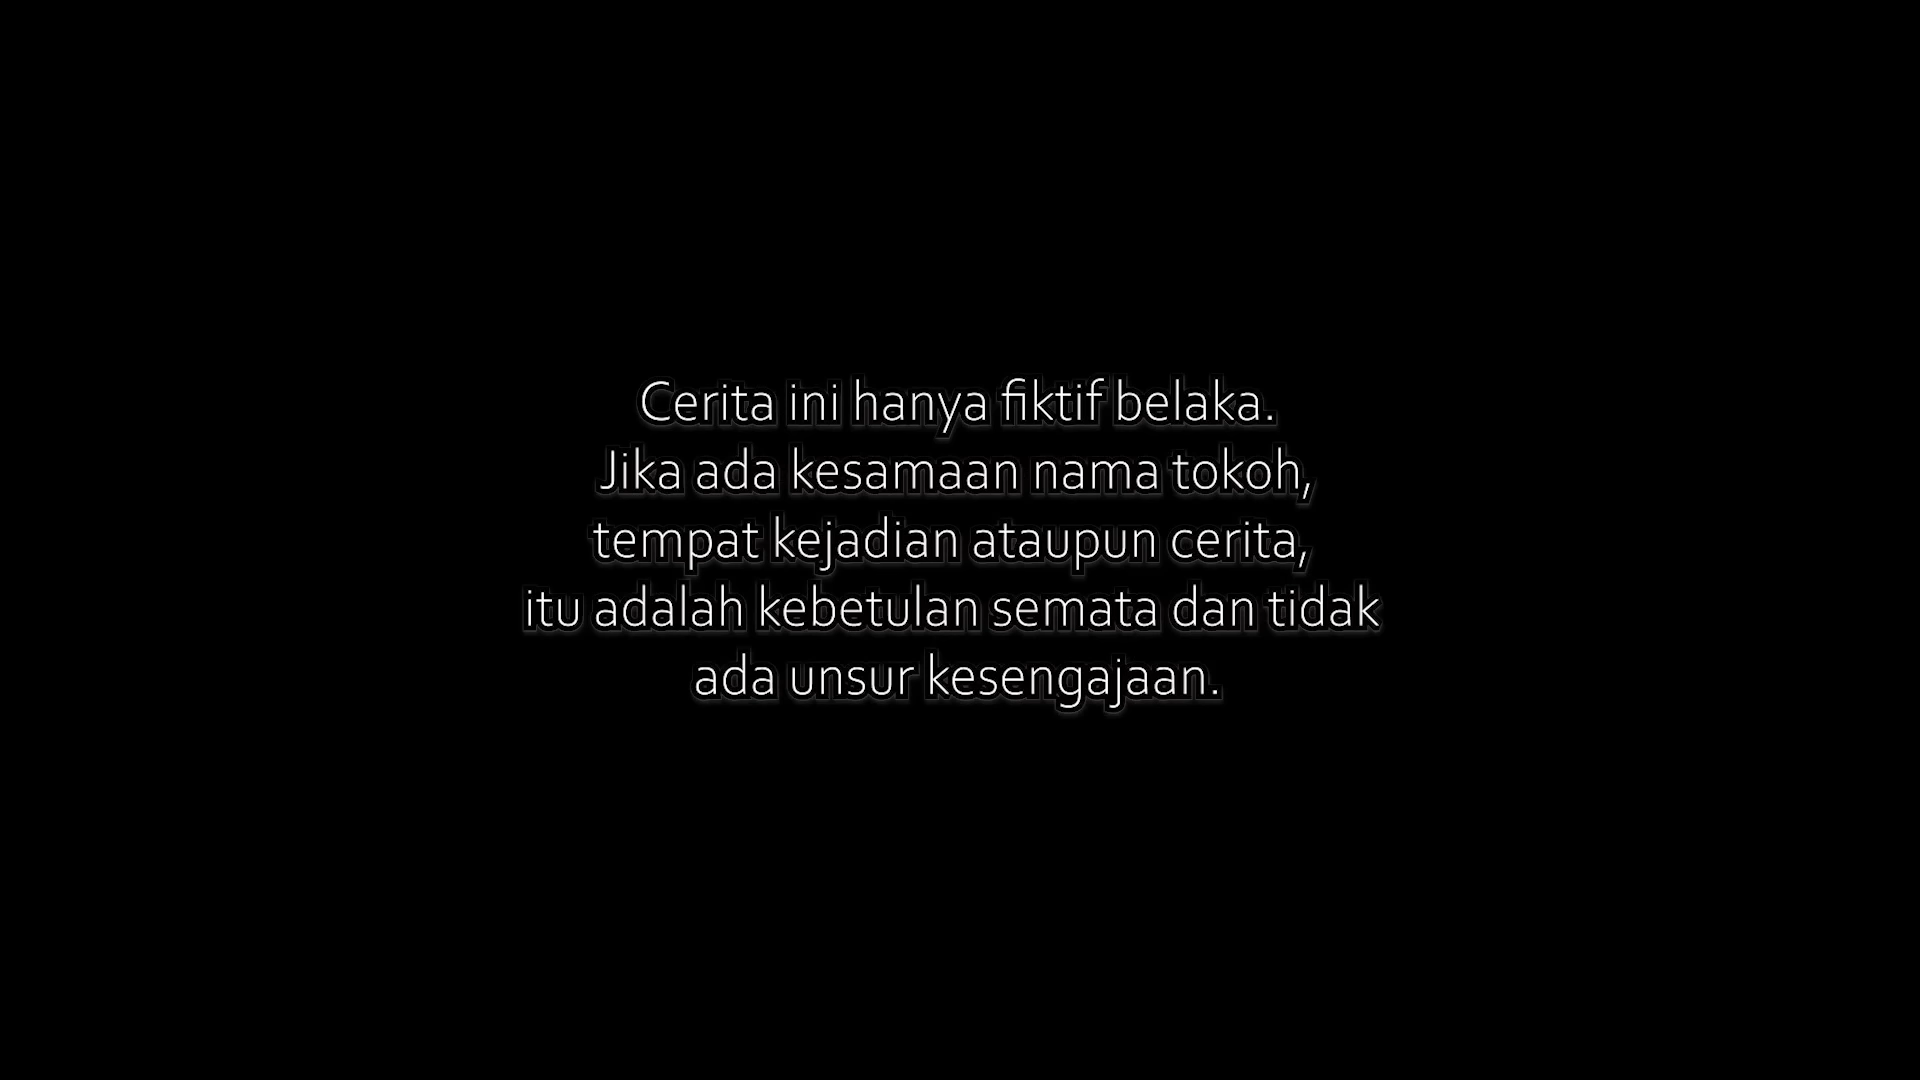 Cerita ini hanya fiktif belaka.
Jika ada kesamaan nama tokoh,
tempat kejadian ataupun cerita,
itu adalah kebetulan semata dan tidak
ada unsur kesengajaan.